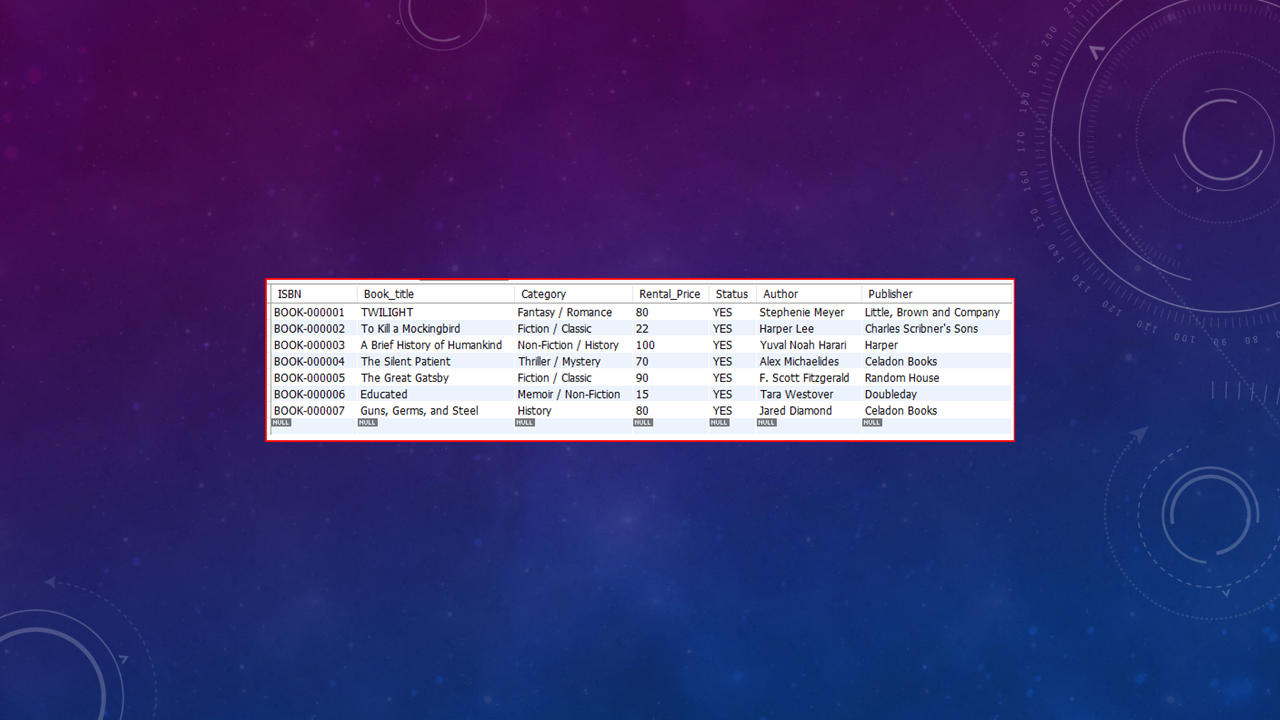 ISBN Book_title Category Rental_Price Status Author Publisher
BOOK-000001 TWILIGHT Fantasy / Romance 80 YES Stephenie Meyer Little, Brown and Company
BOOK-000002 To Kill a Mockingbird Fiction / Classic 22 YES Harper Lee Charles Scribner's Sons
BOOK-000003 A Brief History of Humankind Non-Fiction / History 100 YES Yuval Noah Harari Harper
BOOK-000004 The Silent Patient Thriller / Mystery 70 YES Alex Michaelides Celadon Books
BOOK-000005 The Great Gatsby Fiction / Classic 90 YES F. Scott Fitzgerald Random House
BOOK-000006 Educated Memoir / Non-Fiction 15 YES Tara Westover Doubleday
BOOK-000007 Guns, Germs, and Steel History 80 YES Jared Diamond Celadon Books
NULL NULL NULL NULL NULL NULL NULL
210
200
190
180
170
160
150
140
130
120
110
100
90
80